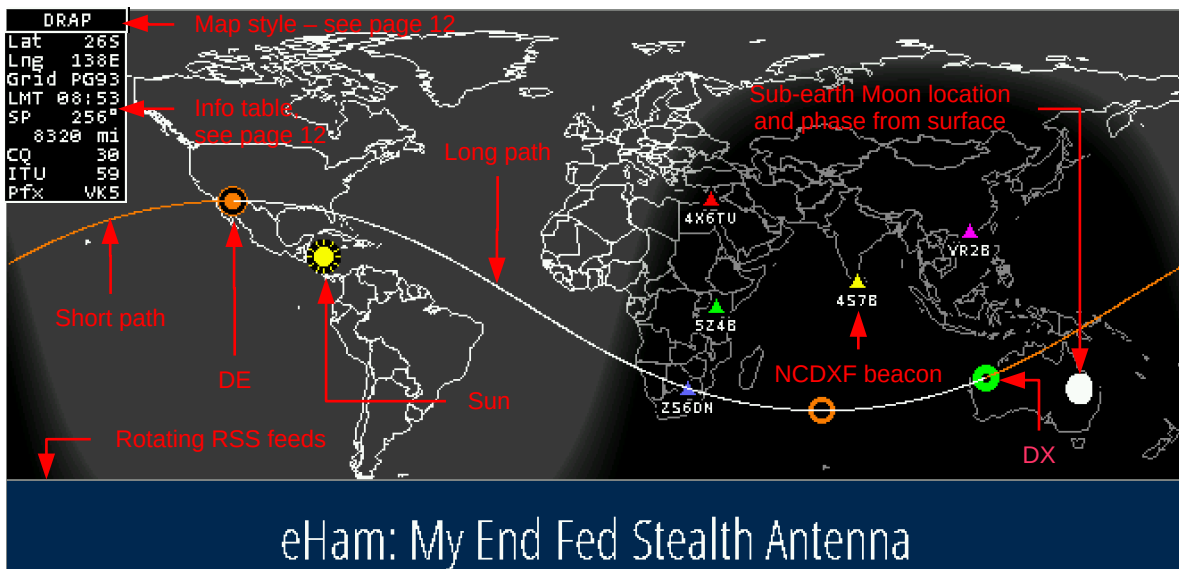 DRAP
Map style – see page 12
Lat 26S
Lng 138E
Grid PG93
LMT 08:53
SP 256°
8320 mi
CQ 30
ITU 59
Pfx VK5
Info table,
see page 12
Sub-earth Moon location
and phase from surface
Long path
4X6TU
VR2B
4S7B
5Z4B
Short path
DE
NCDXF beacon
Sun
ZS6DN
Rotating RSS feeds
DX
eHam: My End Fed Stealth Antenna